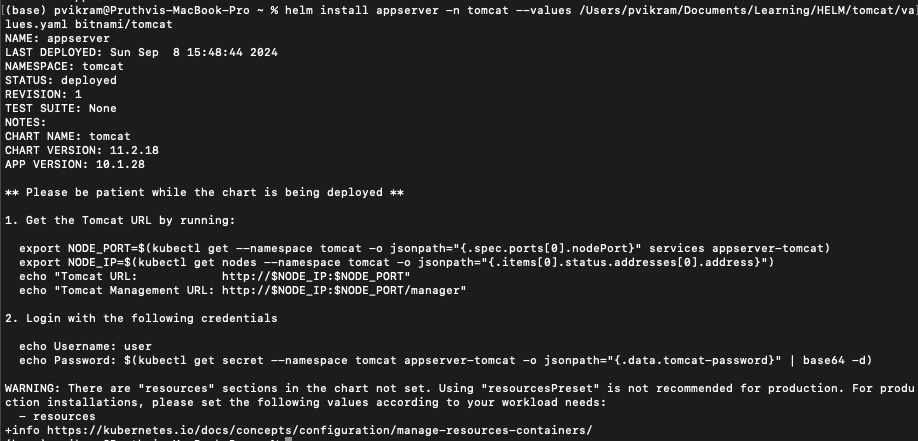 (base) pvikram@Pruthvis-MacBook-Pro ~ % helm install appserver -n tomcat --values /Users/pvikram/Documents/Learning/HELM/tomcat/va
lues.yaml bitnami/tomcat
NAME: appserver
LAST DEPLOYED: Sun Sep  8 15:48:44 2024
NAMESPACE: tomcat
STATUS: deployed
REVISION: 1
TEST SUITE: None
NOTES:
CHART NAME: tomcat
CHART VERSION: 11.2.18
APP VERSION: 10.1.28
** Please be patient while the chart is being deployed **
1. Get the Tomcat URL by running:
  export NODE_PORT=$(kubectl get --namespace tomcat -o jsonpath="{.spec.ports[0].nodePort}" services appserver-tomcat)
  export NODE_IP=$(kubectl get nodes --namespace tomcat -o jsonpath="{.items[0].status.addresses[0].address}")
  echo "Tomcat URL:            http://$NODE_IP:$NODE_PORT"
  echo "Tomcat Management URL: http://$NODE_IP:$NODE_PORT/manager"
2. Login with the following credentials
  echo Username: user
  echo Password: $(kubectl get secret --namespace tomcat appserver-tomcat -o jsonpath="{.data.tomcat-password}" | base64 -d)
WARNING: There are "resources" sections in the chart not set. Using "resourcesPreset" is not recommended for production. For produ
ction installations, please set the following values according to your workload needs:
  - resources
+info https://kubernetes.io/docs/concepts/configuration/manage-resources-containers/